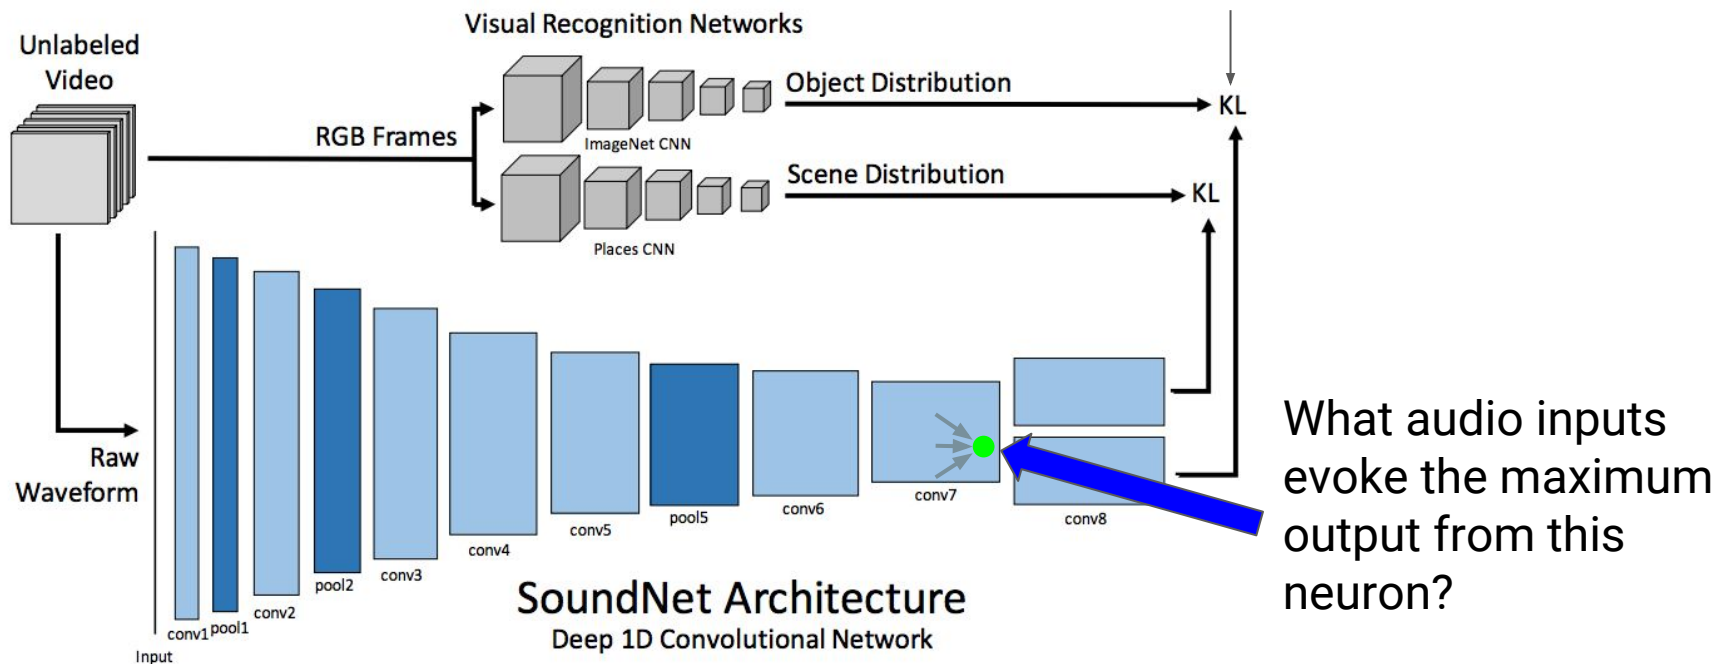 Visual Recognition Networks
Unlabeled
Video
RGB Frames
ImageNet CNN
Object Distribution
KL
Places CNN
Scene Distribution
KL
Raw
Waveform
Input
conv1
pool1
conv2
pool2
conv3
conv4
conv5
pool5
conv6
conv7
conv8
SoundNet Architecture
Deep 1D Convolutional Network
What audio inputs
evoke the maximum
output from this
neuron?